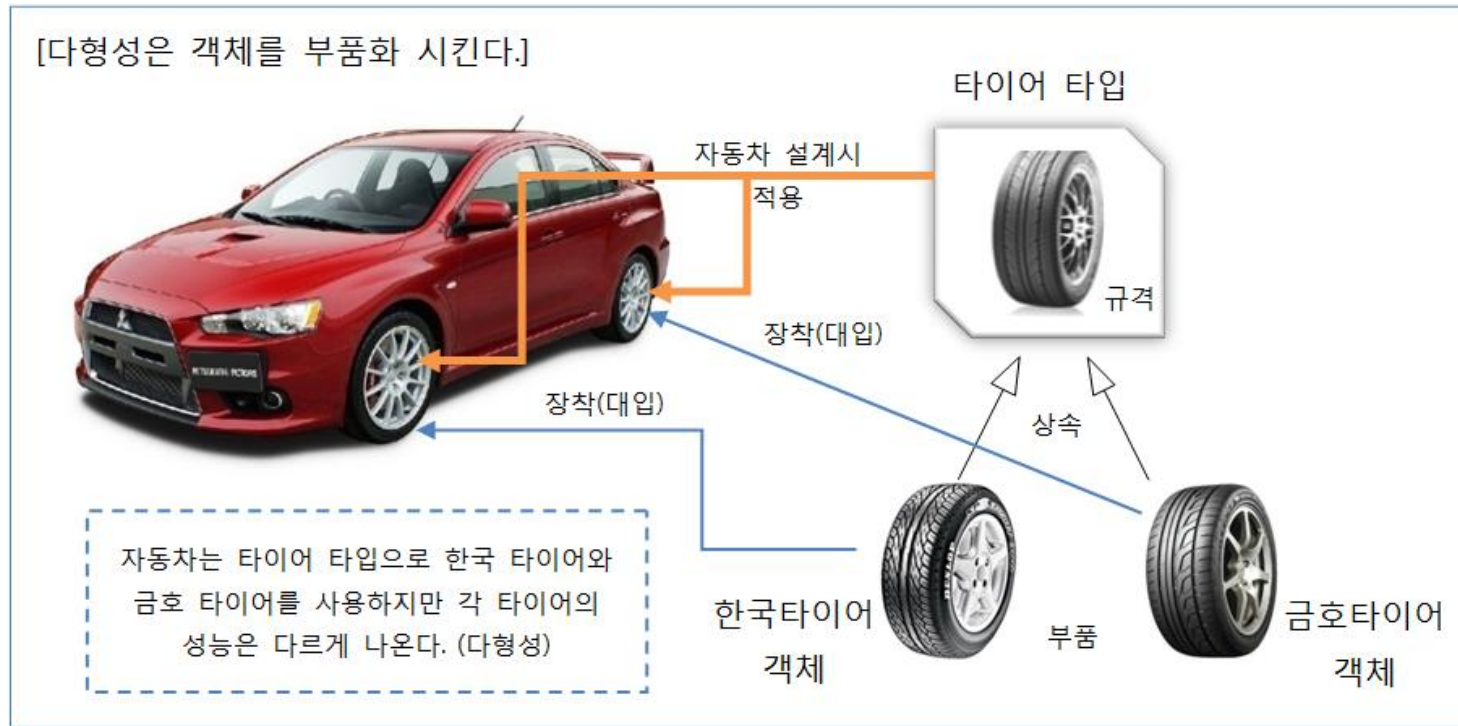 [다형성은 객체를 부품화 시킨다.]
타이어 타입
자동차 설계시
적용
규격
장착(대입)
장착(대입)
상속
자동차는 타이어 타입으로 한국 타이어와
금호 타이어를 사용하지만 각 타이어의
성능은 다르게 나온다. (다형성)
한국타이어
객체
부품
금호타이어
객체